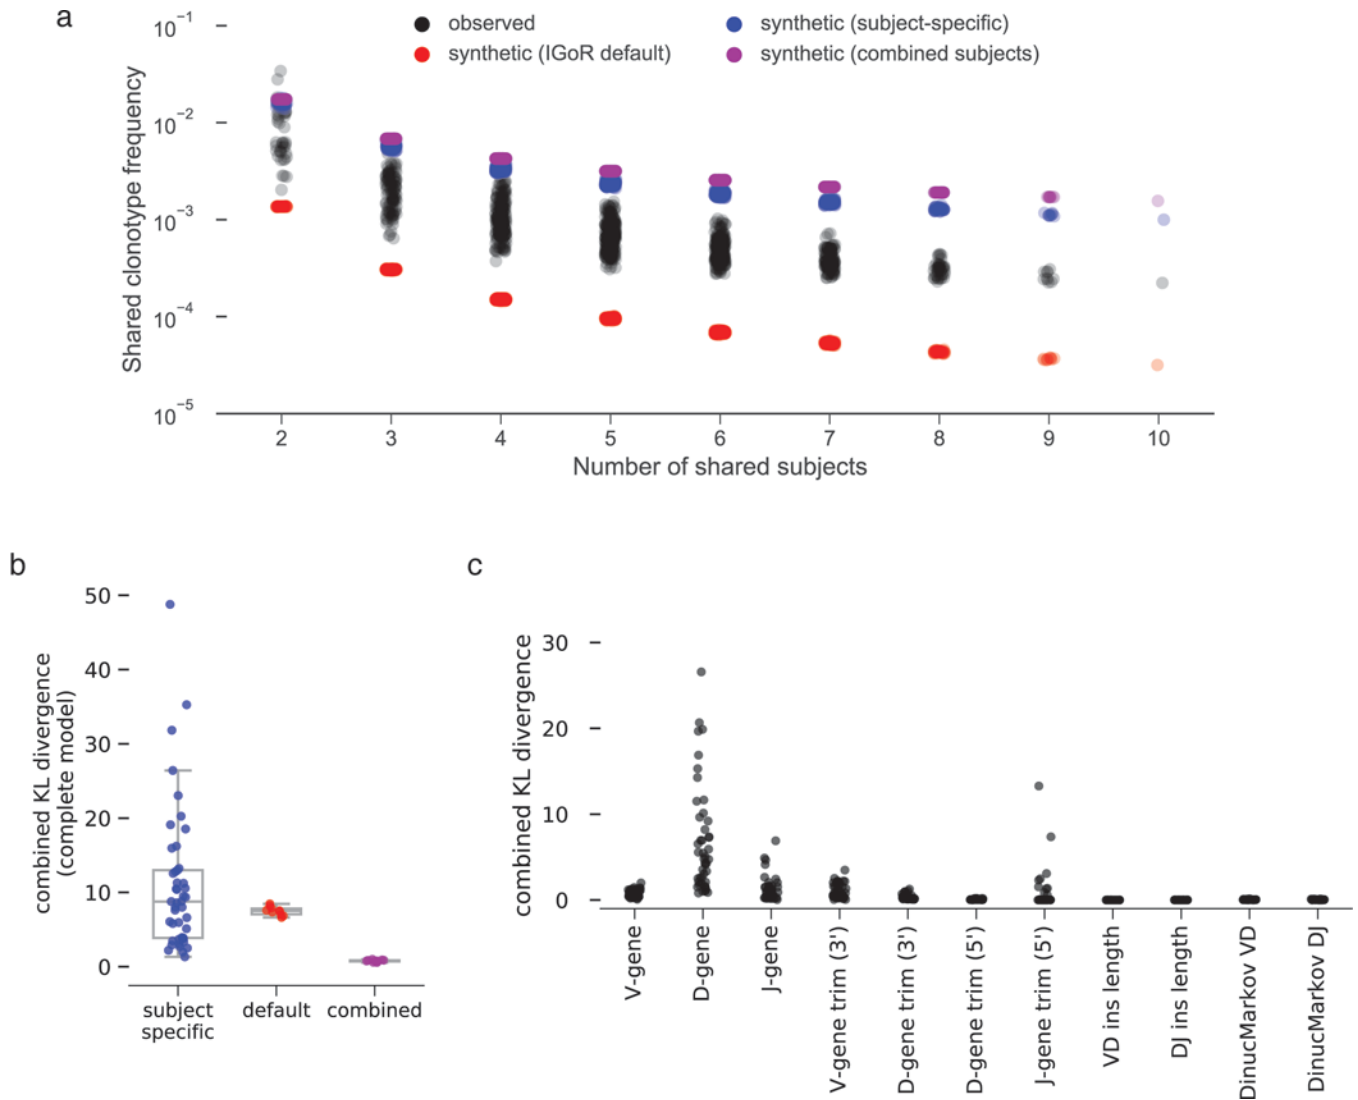 a
observed
synthetic (IGoR default)
synthetic (subject-specific)
synthetic (combined subjects)
Shared clonotype frequency
10−1
10−2
10−3
10−4
10−5
2 3 4 5 6 7 8 9 10
Number of shared subjects
b
combined KL divergence
(complete model)
50
40
30
20
10
0
subject
specific
default
combined
c
combined KL divergence
30
20
10
0
V-gene
D-gene
J-gene
V-gene trim (3')
D-gene trim (3')
D-gene trim (5')
J-gene trim (5')
VD ins length
DJ ins length
DinucMarkov VD
DinucMarkov DJ